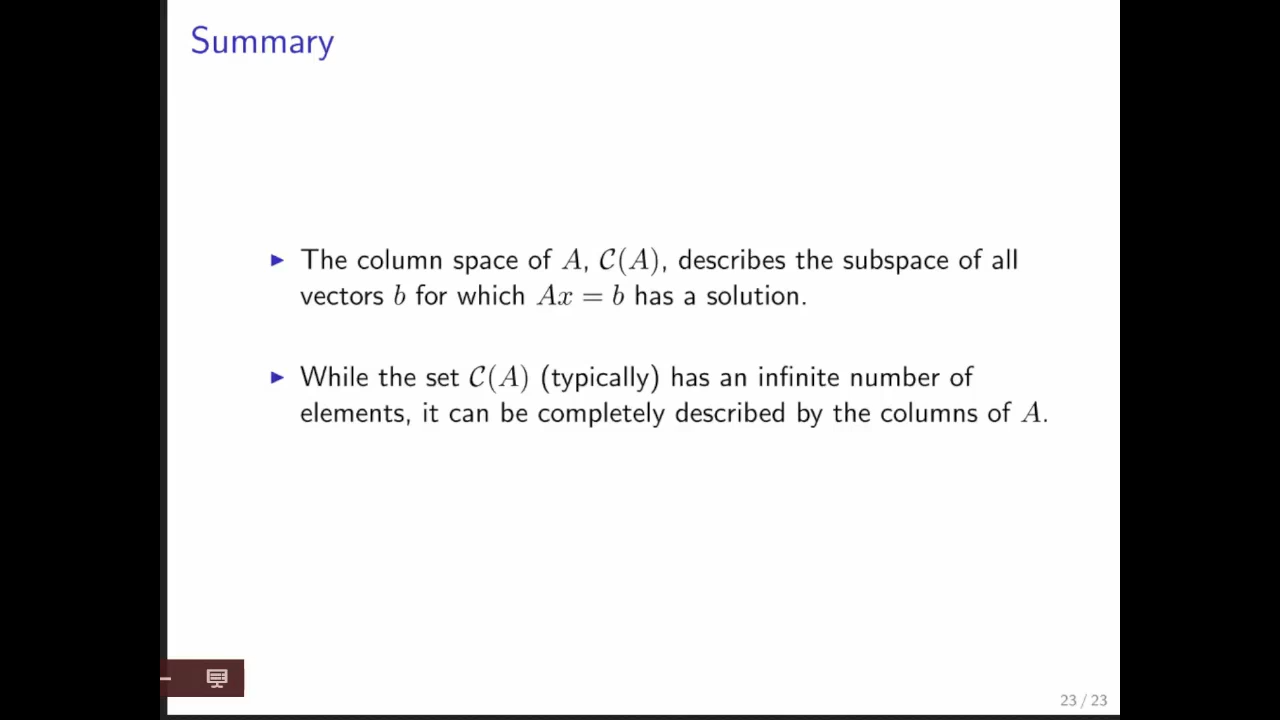 Summary
▶ The column space of A, C(A), describes the subspace of all
vectors b for which Ax = b has a solution.
▶ While the set C(A) (typically) has an infinite number of
elements, it can be completely described by the columns of A.
23 / 23